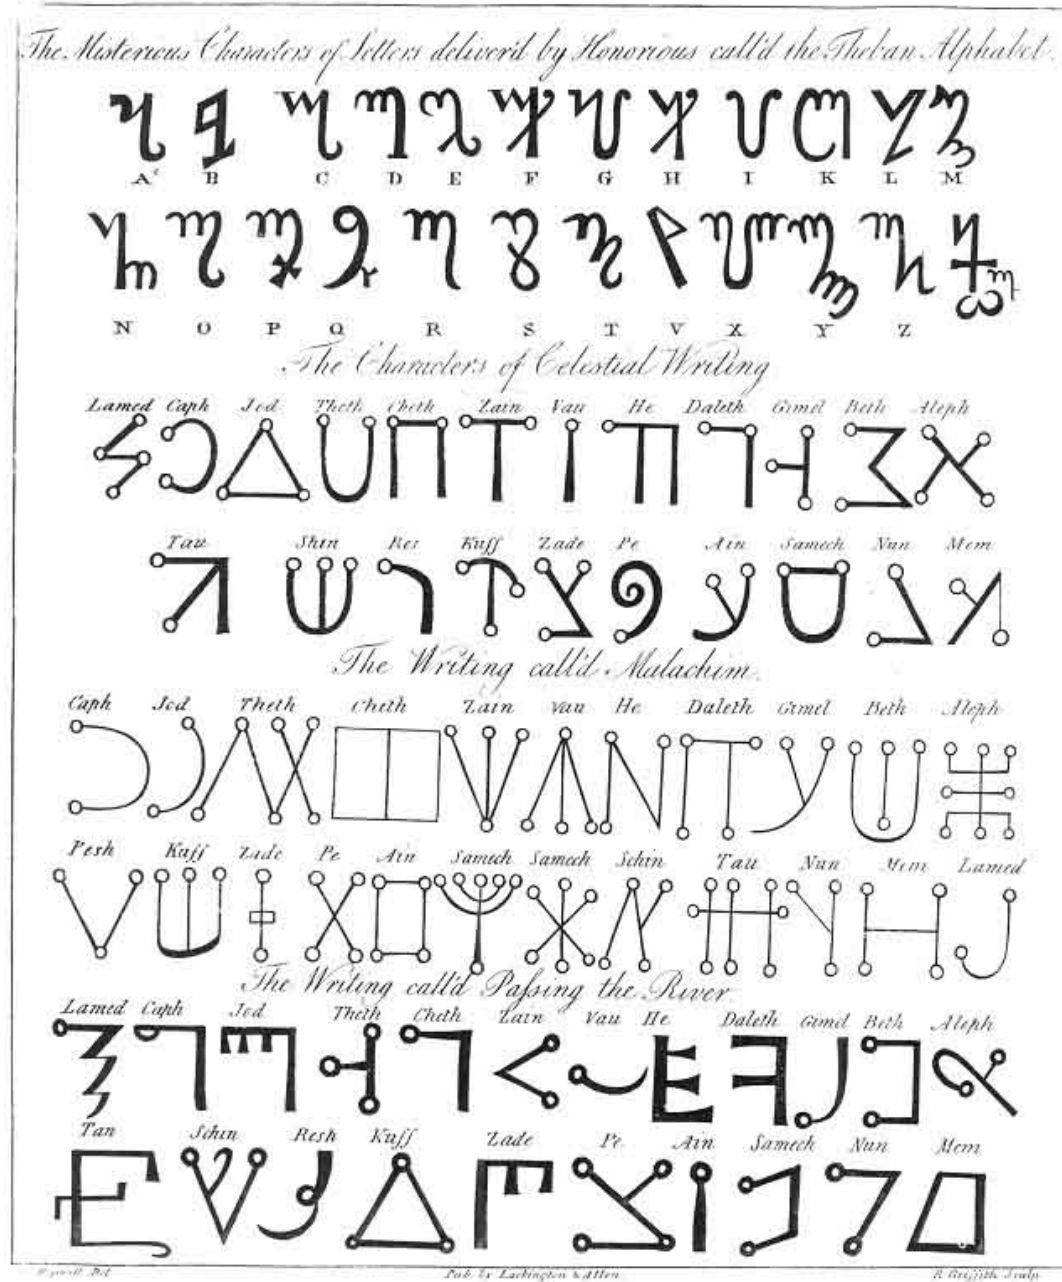 The Misterious Characters of Letters deliver'd by Honorious call'd the Theban Alphabet.
A B C D E F G H I K L M
N O P Q R S T V X Y Z
The Characters of Celestial Writing
Lamed Caph Jod Theth Cheth Zain Vau He Daleth Gimel Beth Aleph
Tau Shin Res Kuff Zade Pe Ain Samech Nun Mem
The Writing call'd Malachim.
Caph Jod Theth Cheth Zain Vau He Daleth Gimel Beth Aleph
Resh Kuff Zade Pe Ain Samech Samech Schin Tau Nun Mem Lamed
The Writing call'd Passing the River.
Lamed Caph Jod Theth Cheth Zain Vau He Daleth Gimel Beth Aleph
Tau Schin Resh Kuff Zade Pe Ain Samech Nun Mem
Del. Pub. by Lackington & Allen R. Griffith Sculp.